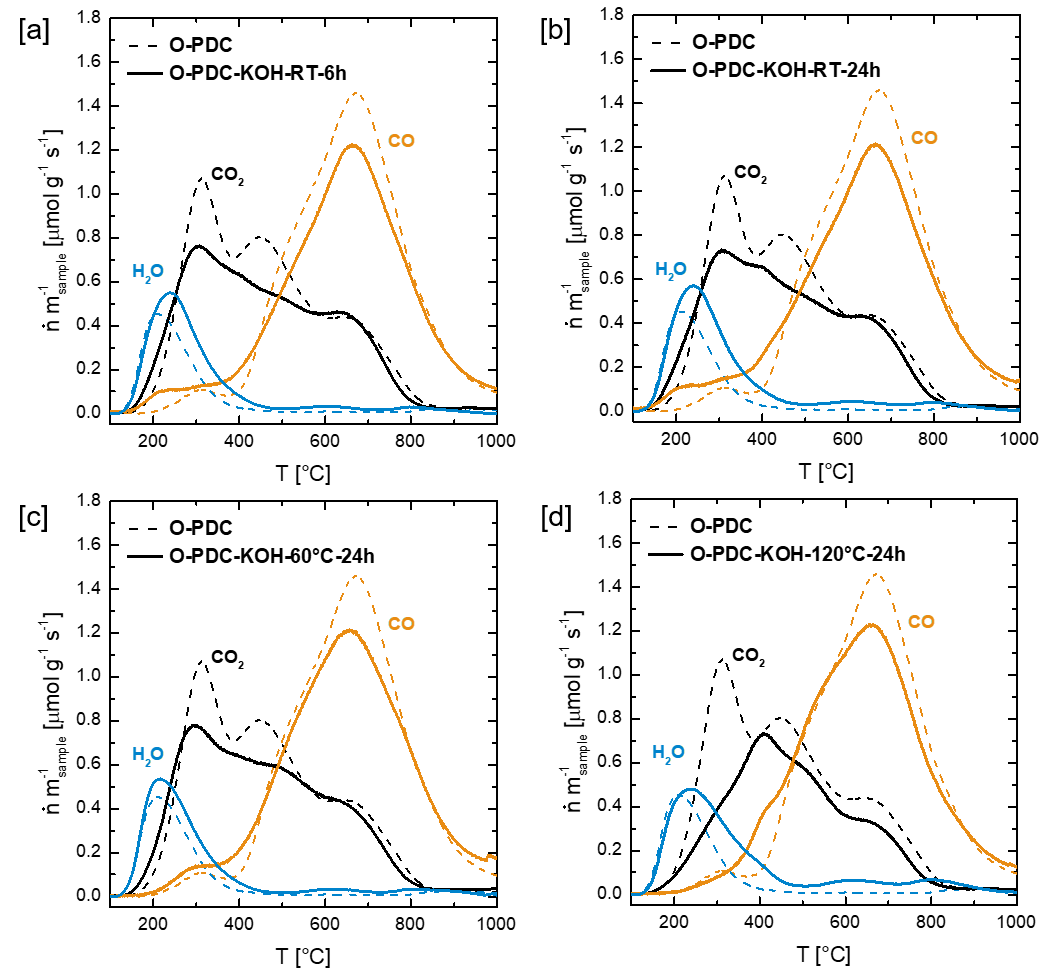 [a]
O-PDC
O-PDC-KOH-RT-6h
CO
CO2
H2O
ṅ m-1sample [µmol g-1 s-1]
1.8
1.6
1.4
1.2
1.0
0.8
0.6
0.4
0.2
0.0
200 400 600 800 1000
T [°C]
[b]
O-PDC
O-PDC-KOH-RT-24h
CO
CO2
H2O
ṅ m-1sample [µmol g-1 s-1]
1.8
1.6
1.4
1.2
1.0
0.8
0.6
0.4
0.2
0.0
200 400 600 800 1000
T [°C]
[c]
O-PDC
O-PDC-KOH-60°C-24h
CO
CO2
H2O
ṅ m-1sample [µmol g-1 s-1]
1.8
1.6
1.4
1.2
1.0
0.8
0.6
0.4
0.2
0.0
200 400 600 800 1000
T [°C]
[d]
O-PDC
O-PDC-KOH-120°C-24h
CO
CO2
H2O
ṅ m-1sample [µmol g-1 s-1]
1.8
1.6
1.4
1.2
1.0
0.8
0.6
0.4
0.2
0.0
200 400 600 800 1000
T [°C]